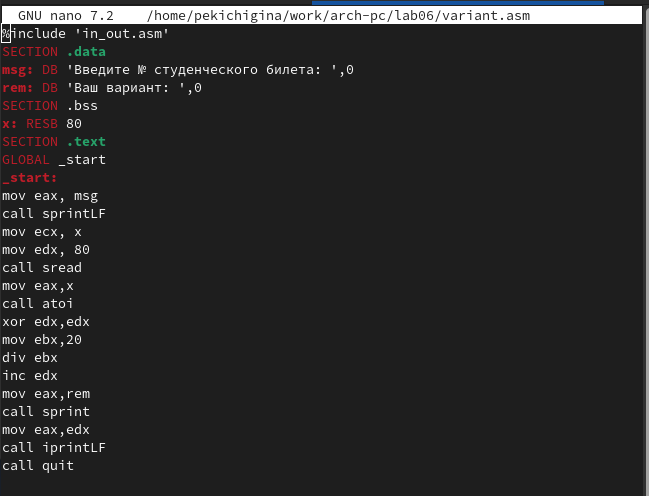 GNU nano 7.2 /home/pekichigina/work/arch-pc/lab06/variant.asm
%include 'in_out.asm'
SECTION .data
msg: DB 'Введите № студенческого билета: ',0
rem: DB 'Ваш вариант: ',0
SECTION .bss
x: RESB 80
SECTION .text
GLOBAL _start
_start:
mov eax, msg
call sprintLF
mov ecx, x
mov edx, 80
call sread
mov eax,x
call atoi
xor edx,edx
mov ebx,20
div ebx
inc edx
mov eax,rem
call sprint
mov eax,edx
call iprintLF
call quit